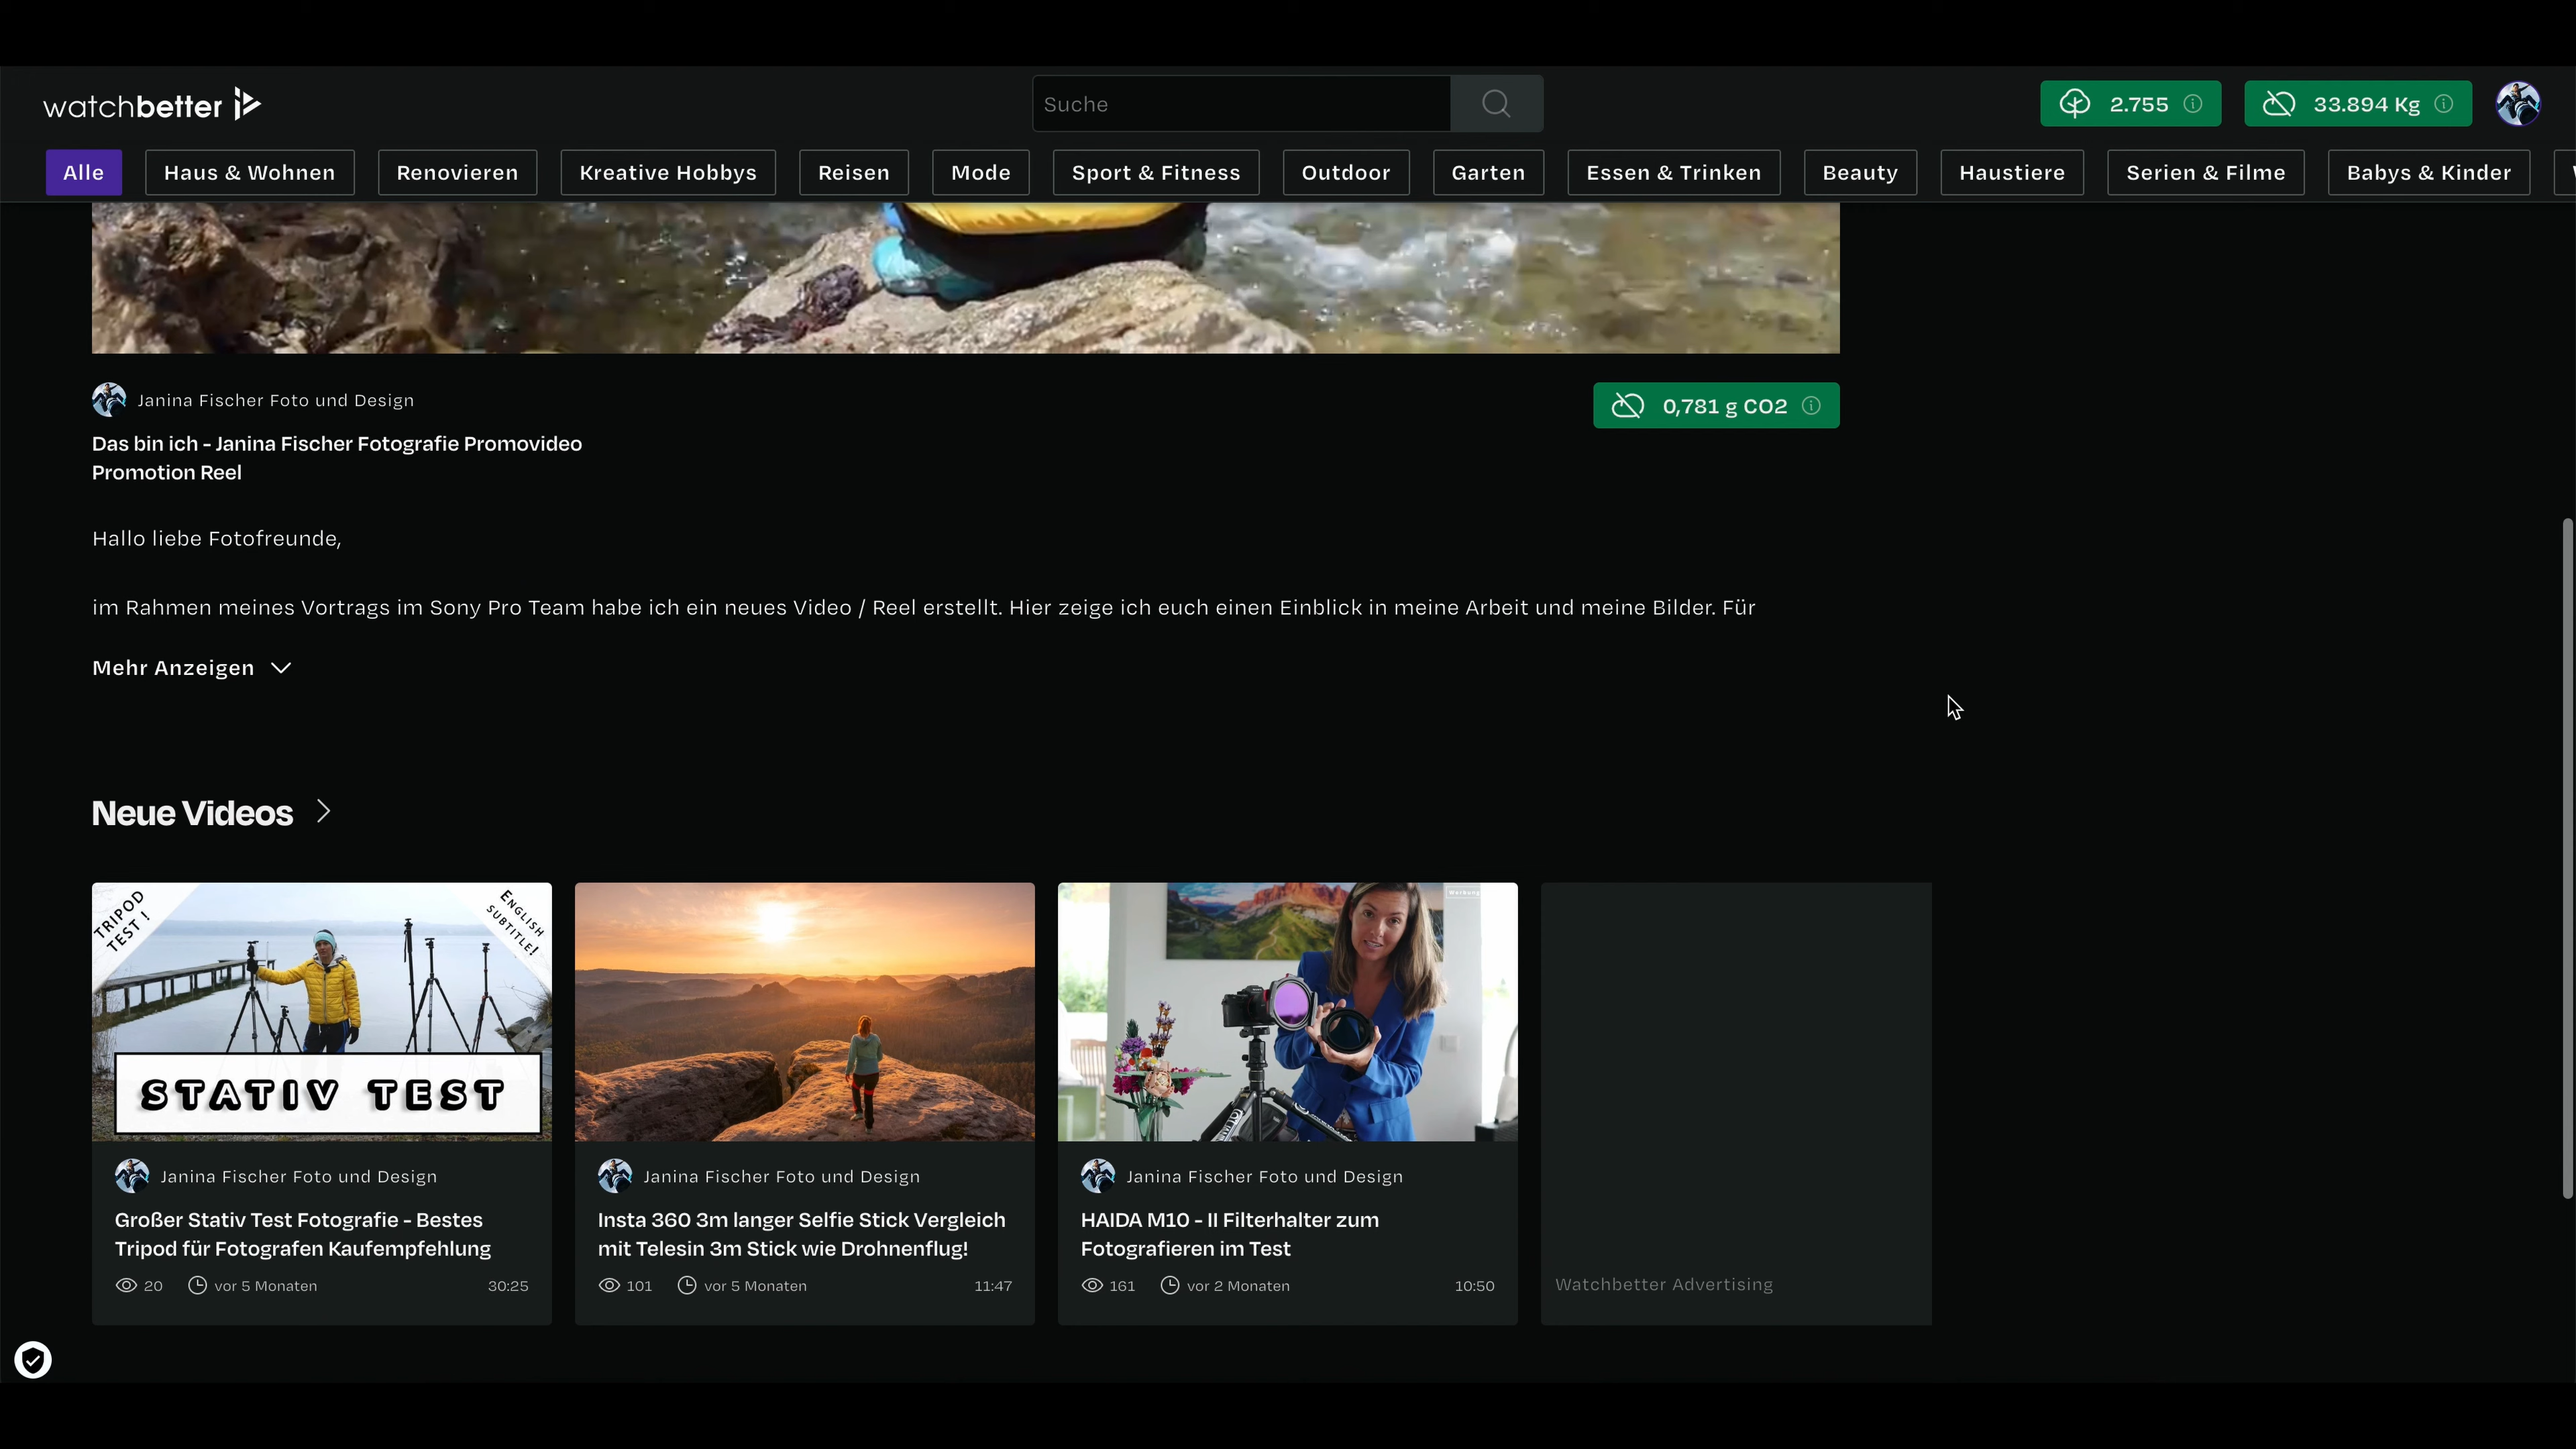 watchbetter
Suche
2.755
33.894 Kg
Alle
Haus & Wohnen
Renovieren
Kreative Hobbys
Reisen
Mode
Sport & Fitness
Outdoor
Garten
Essen & Trinken
Beauty
Haustiere
Serien & Filme
Babys & Kinder
Janina Fischer Foto und Design
0,781 g CO2
Das bin ich - Janina Fischer Fotografie Promovideo
Promotion Reel
Hallo liebe Fotofreunde,
im Rahmen meines Vortrags im Sony Pro Team habe ich ein neues Video / Reel erstellt. Hier zeige ich euch einen Einblick in meine Arbeit und meine Bilder. Für
Mehr Anzeigen
Neue Videos
TRIPOD
TEST !
ENGLISH
SUBTITLE!
STATIV TEST
Janina Fischer Foto und Design
Großer Stativ Test Fotografie - Bestes
Tripod für Fotografen Kaufempfehlung
20
vor 5 Monaten
30:25
Janina Fischer Foto und Design
Insta 360 3m langer Selfie Stick Vergleich
mit Telesin 3m Stick wie Drohnenflug!
101
vor 5 Monaten
11:47
Werbung
Janina Fischer Foto und Design
HAIDA M10 - II Filterhalter zum
Fotografieren im Test
161
vor 2 Monaten
10:50
Watchbetter Advertising